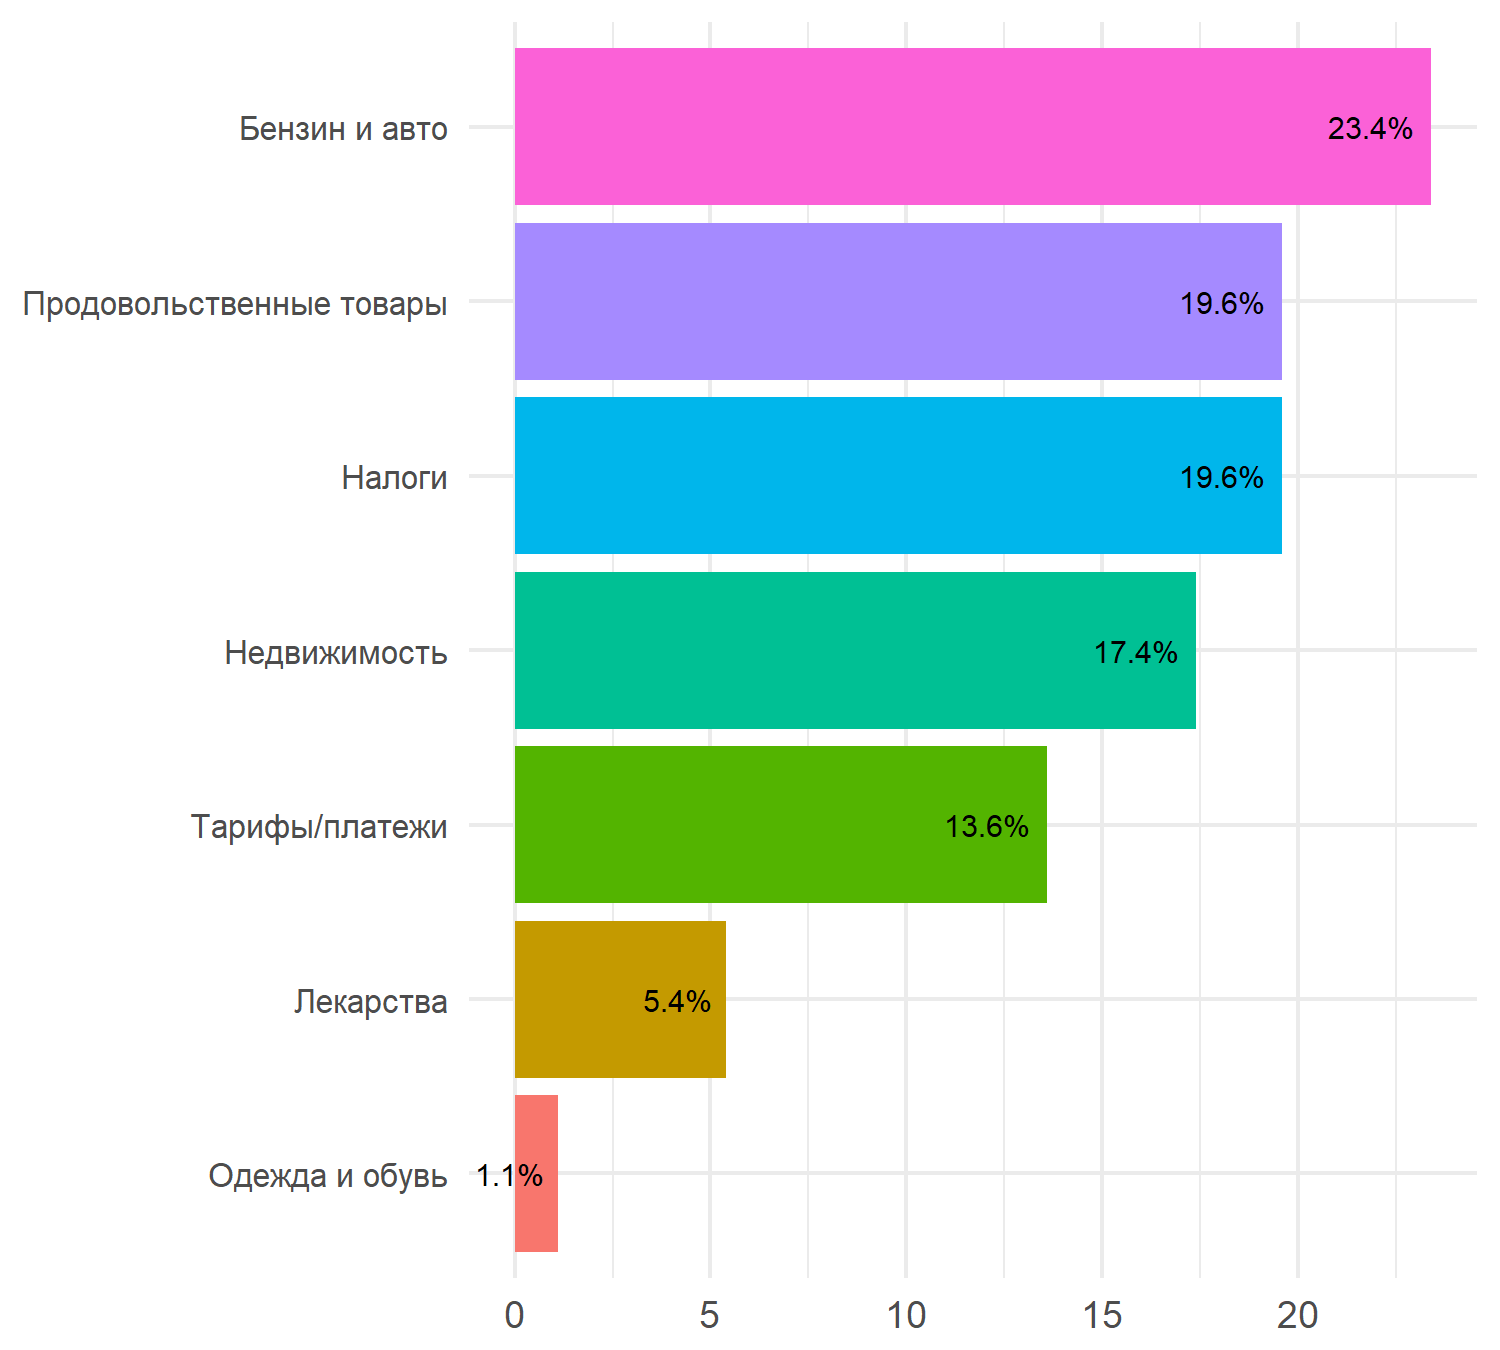 Бензин и авто 23.4%
Продовольственные товары 19.6%
Налоги 19.6%
Недвижимость 17.4%
Тарифы/платежи 13.6%
Лекарства 5.4%
Одежда и обувь 1.1%
0 5 10 15 20